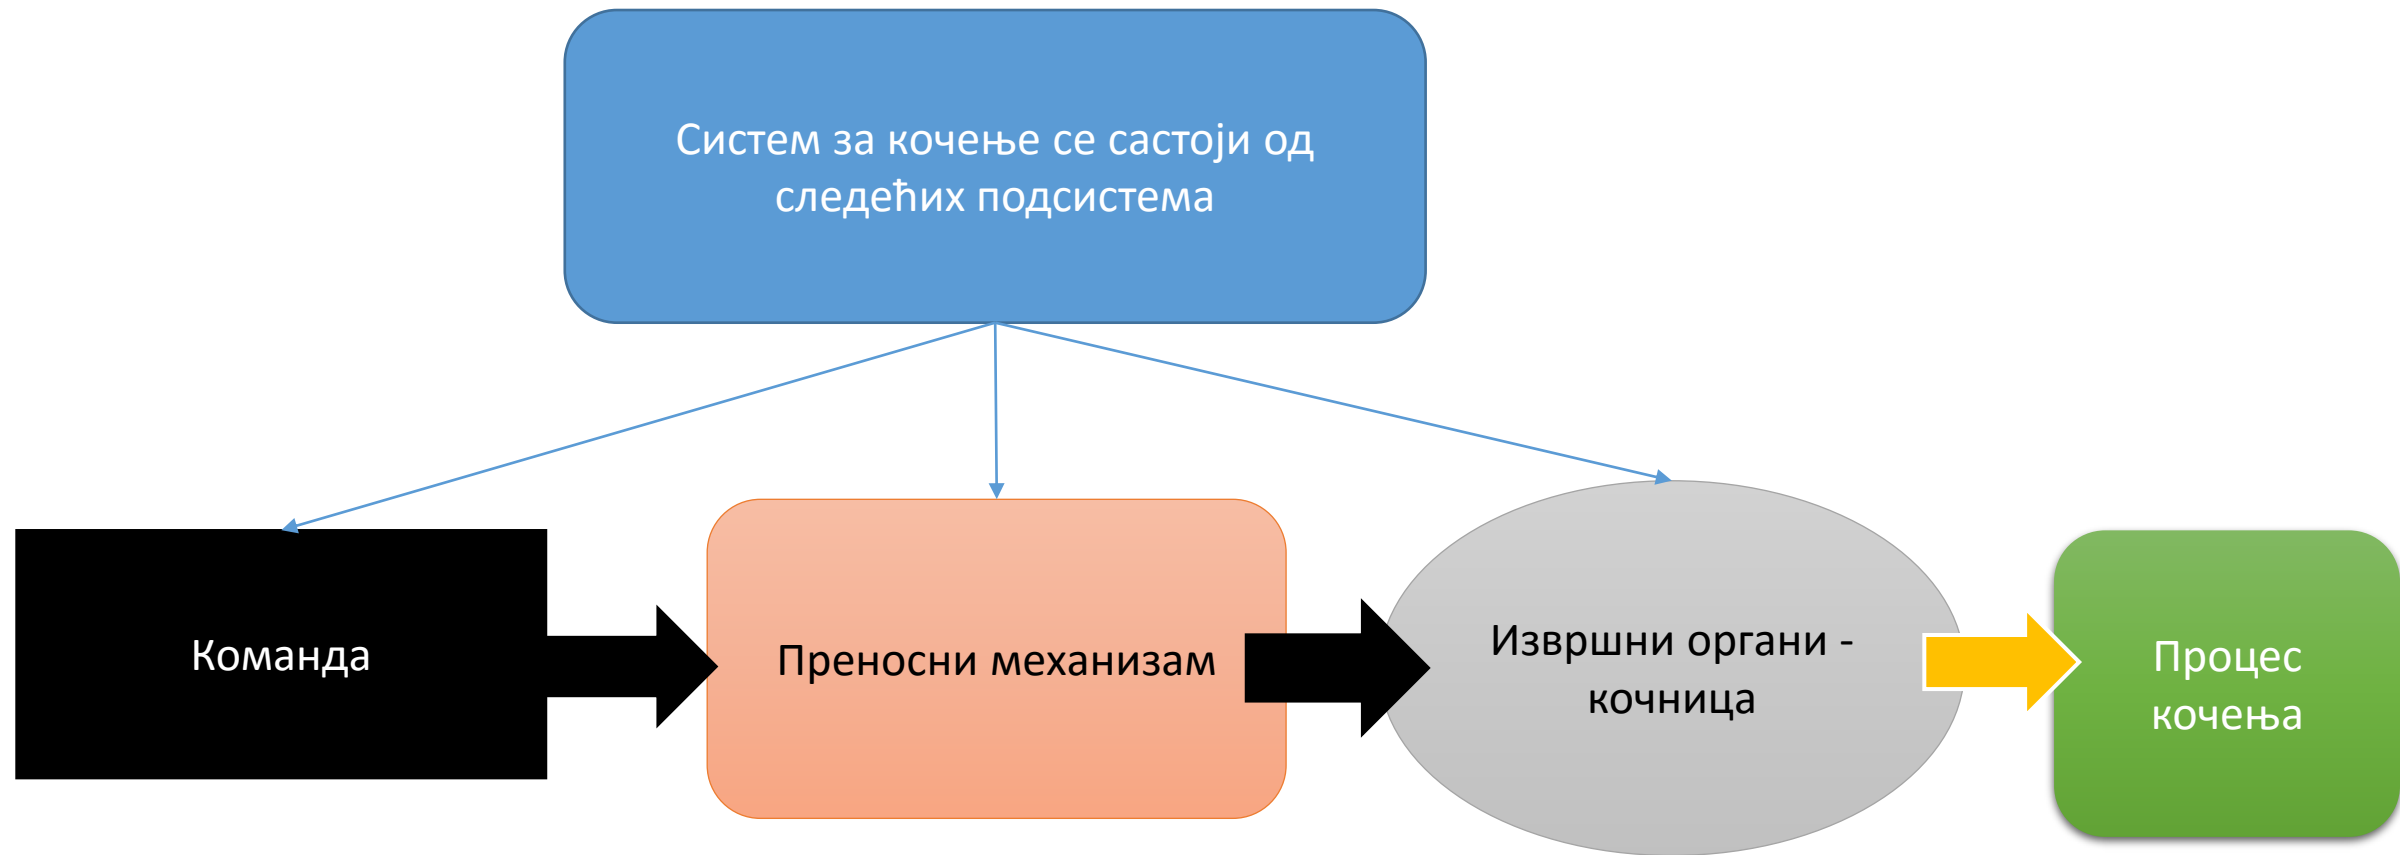 Систем за кочење се састоји од
следећих подсистема
Команда
Преносни механизам
Извршни органи -
кочница
Процес
кочења